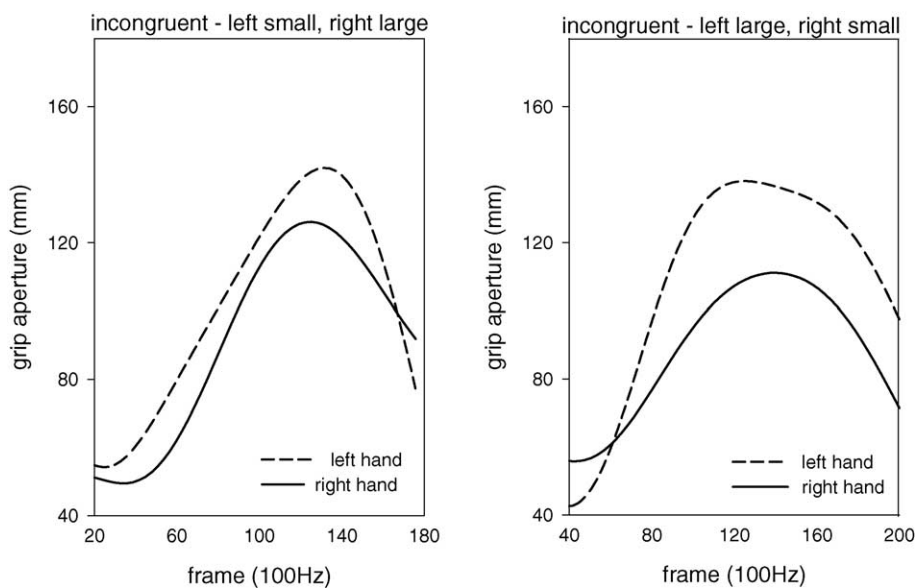 incongruent - left small, right large
160
120
80
40
grip aperture (mm)
left hand
right hand
20 60 100 140 180
frame (100Hz)
incongruent - left large, right small
160
120
80
40
grip aperture (mm)
left hand
right hand
40 80 120 160 200
frame (100Hz)